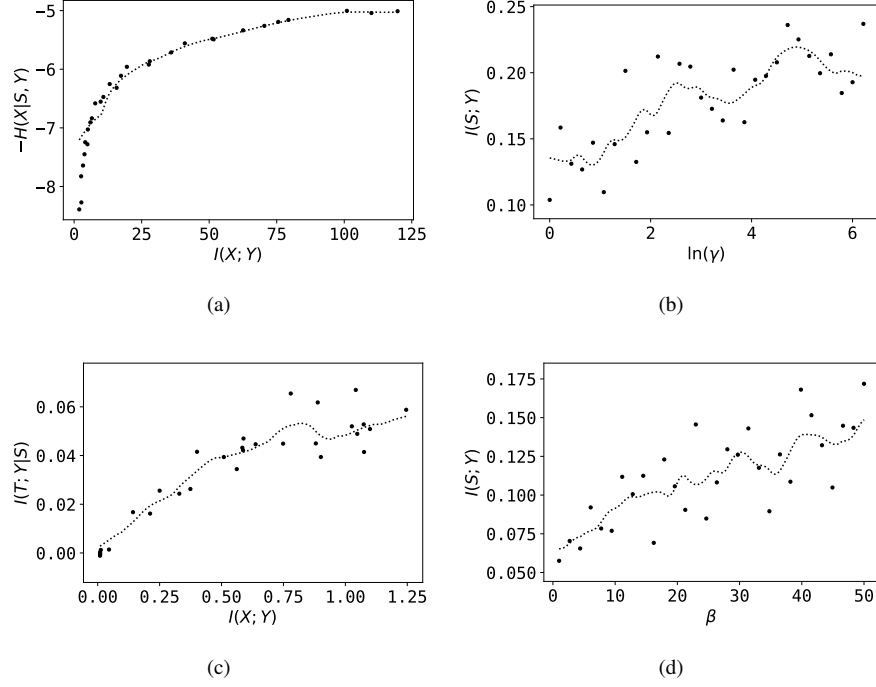 −5
−6
−7
−8
−H(X|S, Y)
0 25 50 75 100 125
I(X; Y)
(a)
0.25
0.20
0.15
0.10
I(S; Y)
0 2 4 6
ln(γ)
(b)
0.06
0.04
0.02
0.00
I(T; Y|S)
0.00 0.25 0.50 0.75 1.00 1.25
I(X; Y)
(c)
0.175
0.150
0.125
0.100
0.075
0.050
I(S; Y)
0 10 20 30 40 50
β
(d)